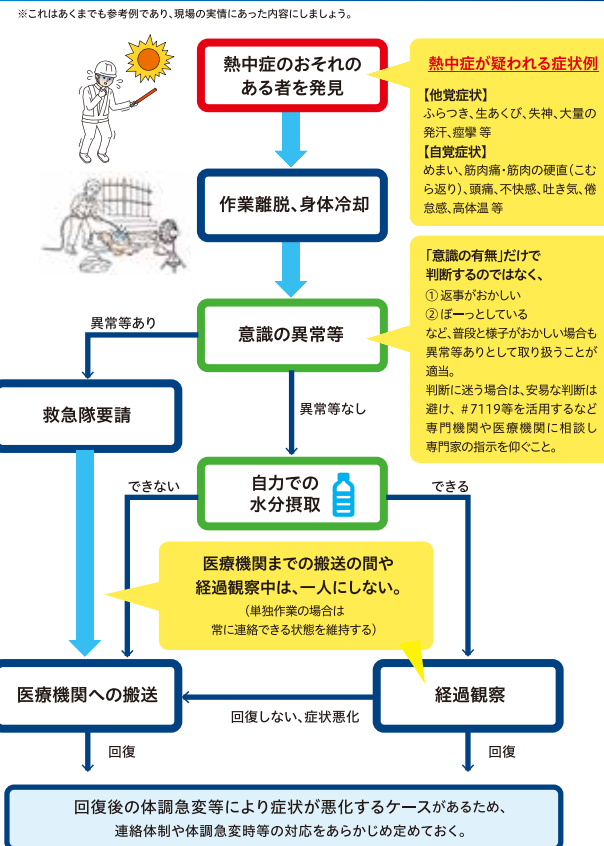 ※これはあくまでも参考例であり、現場の実情にあった内容にしましょう。
熱中症のおそれの
ある者を発見
熱中症が疑われる症状例
【他覚症状】
ふらつき、生あくび、失神、大量の
発汗、痙攣 等
【自覚症状】
めまい、筋肉痛・筋肉の硬直（こむ
ら返り）、頭痛、不快感、吐き気、倦
怠感、高体温 等
作業離脱、身体冷却
「意識の有無」だけで
判断するのではなく、
① 返事がおかしい
② ぼーっとしている
など、普段と様子がおかしい場合も
異常等ありとして取り扱うことが
適当。
判断に迷う場合は、安易な判断は
避け、＃7119等を活用するなど
専門機関や医療機関に相談し
専門家の指示を仰ぐこと。
意識の異常等
異常等あり
救急隊要請
異常等なし
自力での
水分摂取
できない
できる
医療機関までの搬送の間や
経過観察中は、一人にしない。
（単独作業の場合は
常に連絡できる状態を維持する）
医療機関への搬送
経過観察
回復しない、症状悪化
回復
回復
回復後の体調急変等により症状が悪化するケースがあるため、
連絡体制や体調急変時等の対応をあらかじめ定めておく。